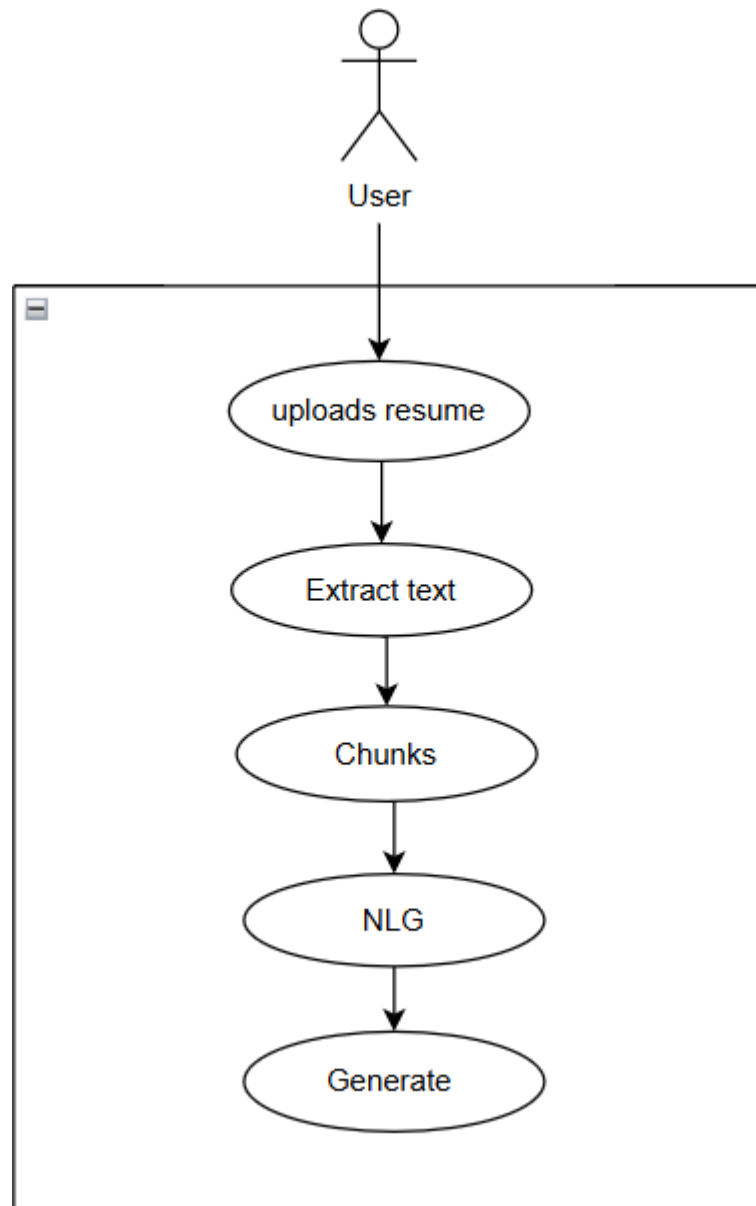 User
uploads resume
Extract text
Chunks
NLG
Generate